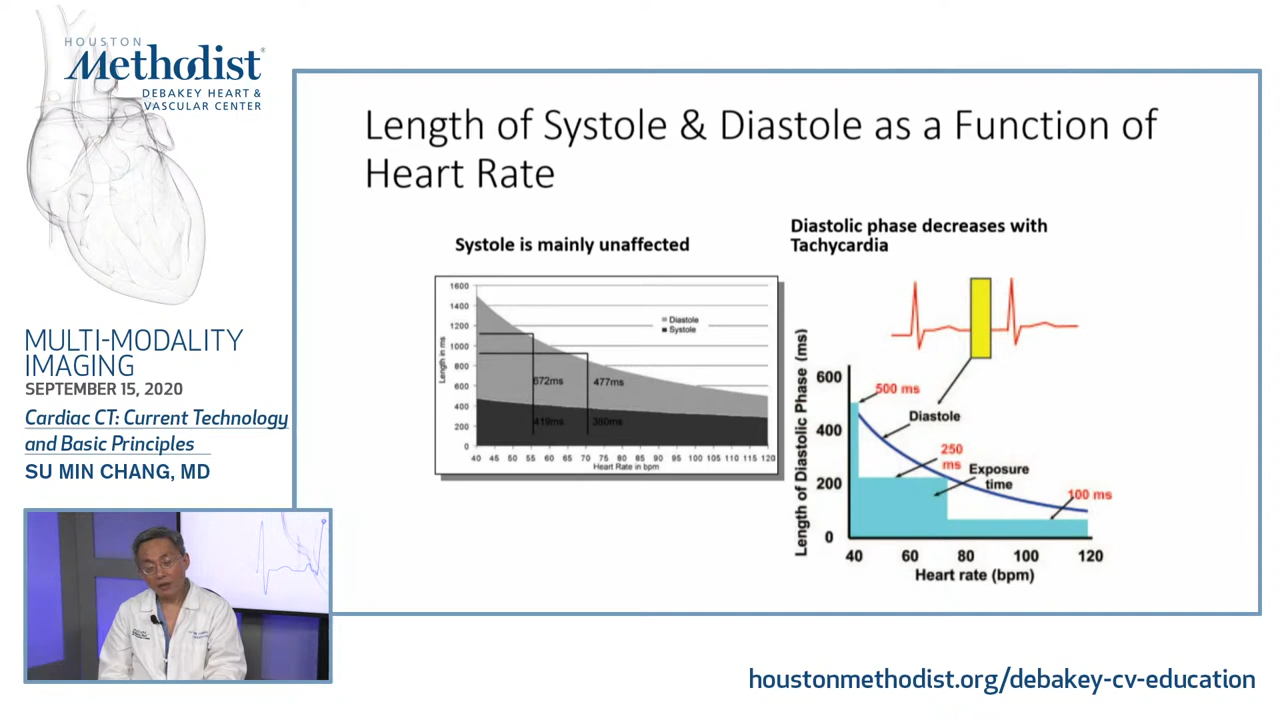 HOUSTON
Methodist®
DEBAKEY HEART &
VASCULAR CENTER
MULTI-MODALITY
IMAGING
SEPTEMBER 15, 2020
Cardiac CT: Current Technology
and Basic Principles
SU MIN CHANG, MD
Length of Systole & Diastole as a Function of
Heart Rate
Systole is mainly unaffected
1600
1400
1200
1000
800
600
400
200
0
Length in ms
Diastole
Systole
672ms
477ms
419ms
380ms
40 45 50 55 60 65 70 75 80 85 90 95 100 105 110 115 120
Heart Rate in bpm
Diastolic phase decreases with
Tachycardia
Length of Diastolic Phase (ms)
600
400
200
0
500 ms
Diastole
250
ms
Exposure
time
100 ms
40 60 80 100 120
Heart rate (bpm)
houstonmethodist.org/debakey-cv-education